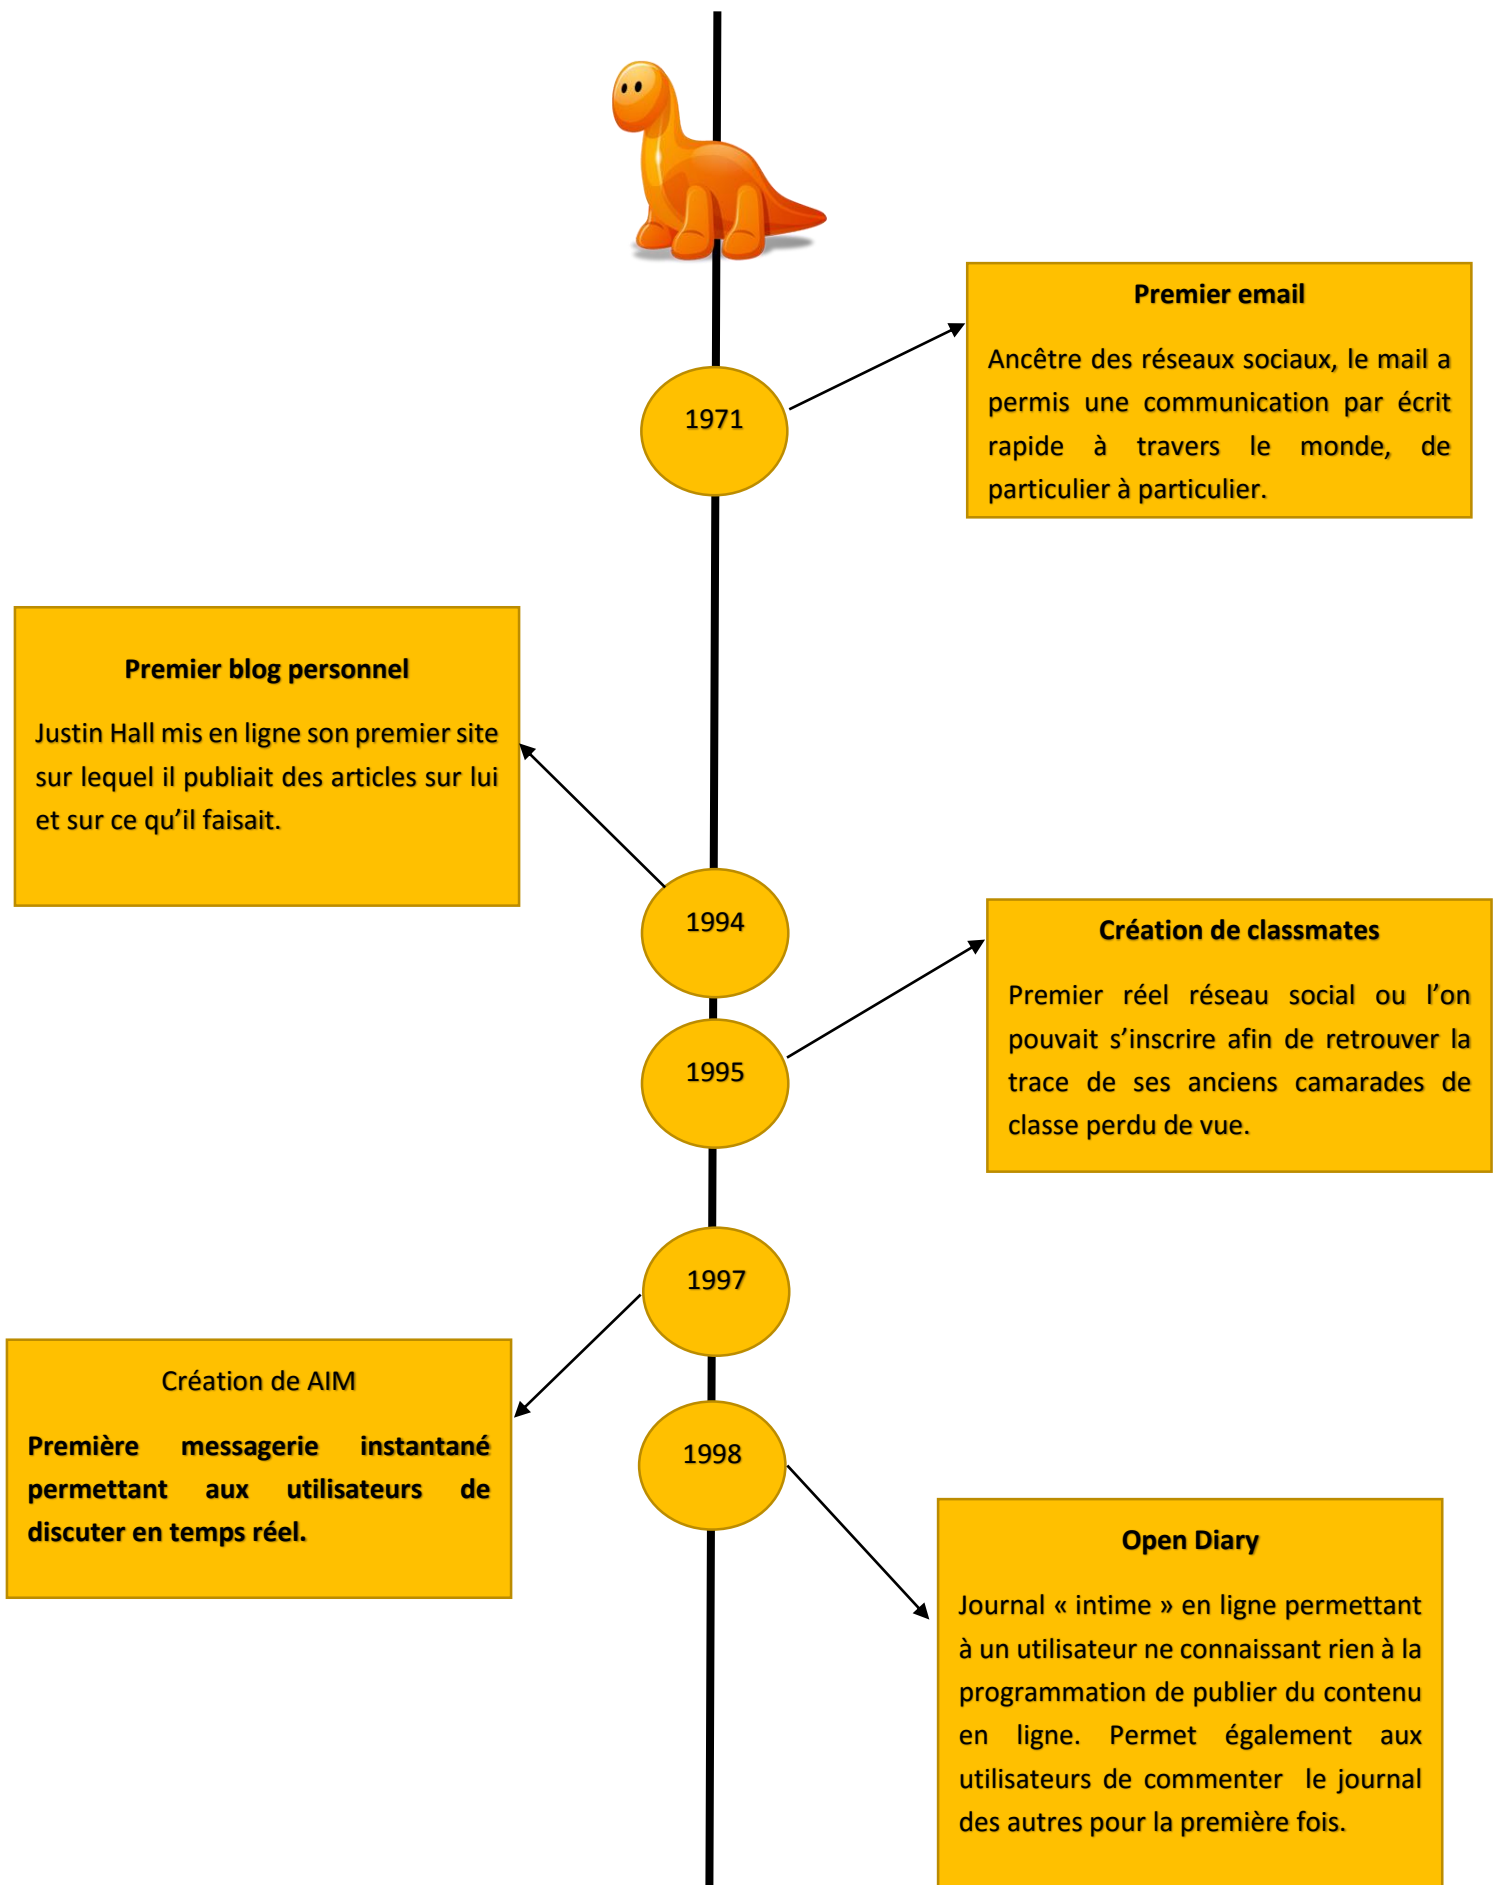 1971
Premier email
Ancêtre des réseaux sociaux, le mail a
permis une communication par écrit
rapide à travers le monde, de
particulier à particulier.
Premier blog personnel
Justin Hall mis en ligne son premier site
sur lequel il publiait des articles sur lui
et sur ce qu’il faisait.
1994
Création de classmates
Premier réel réseau social ou l’on
pouvait s’inscrire afin de retrouver la
trace de ses anciens camarades de
classe perdu de vue.
1995
1997
Création de AIM
Première messagerie instantané
permettant aux utilisateurs de
discuter en temps réel.
1998
Open Diary
Journal « intime » en ligne permettant
à un utilisateur ne connaissant rien à la
programmation de publier du contenu
en ligne. Permet également aux
utilisateurs de commenter le journal
des autres pour la première fois.